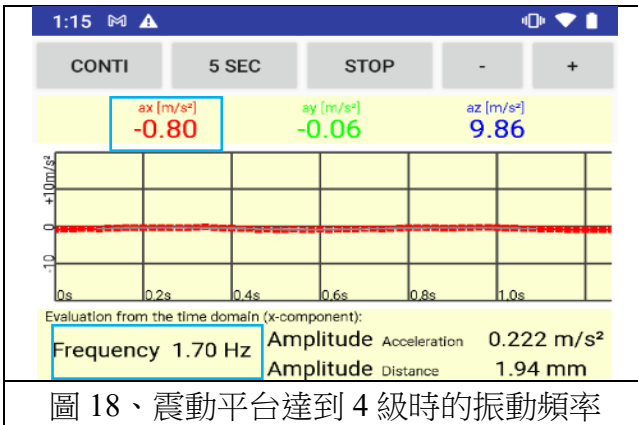 1:15
CONTI 5 SEC STOP - +
ax [m/s²] ay [m/s²] az [m/s²]
-0.80 -0.06 9.86
+10m/s²
0
-10
0s 0.2s 0.4s 0.6s 0.8s 1.0s
Evaluation from the time domain (x-component):
Frequency 1.70 Hz
Amplitude Acceleration 0.222 m/s²
Amplitude Distance 1.94 mm
圖 18、震動平台達到 4 級時的振動頻率